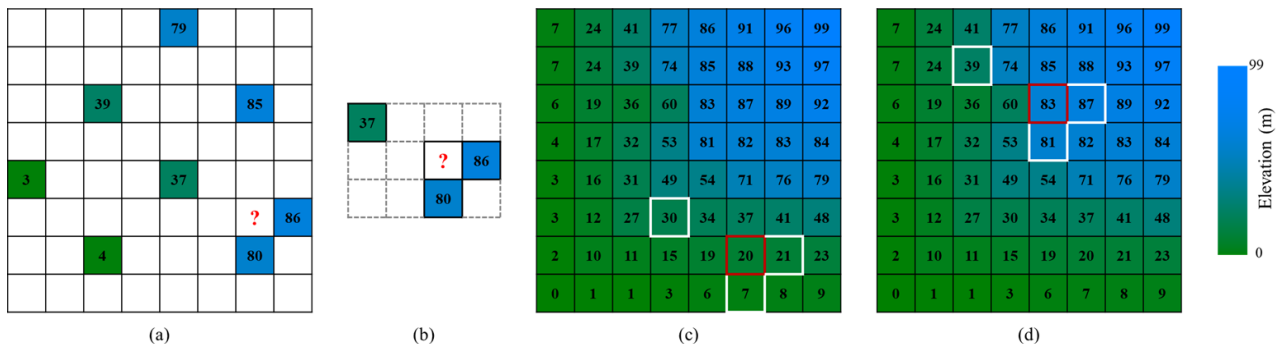 79
39 85
3 37
? 86
4 80
(a)
37
? 86
80
(b)
7 24 41 77 86 91 96 99
7 24 39 74 85 88 93 97
6 19 36 60 83 87 89 92
4 17 32 53 81 82 83 84
3 16 31 49 54 71 76 79
3 12 27 30 34 37 41 48
2 10 11 15 19 20 21 23
0 1 1 3 6 7 8 9
(c)
7 24 41 77 86 91 96 99
7 24 39 74 85 88 93 97
6 19 36 60 83 87 89 92
4 17 32 53 81 82 83 84
3 16 31 49 54 71 76 79
3 12 27 30 34 37 41 48
2 10 11 15 19 20 21 23
0 1 1 3 6 7 8 9
(d)
99
Elevation (m)
0